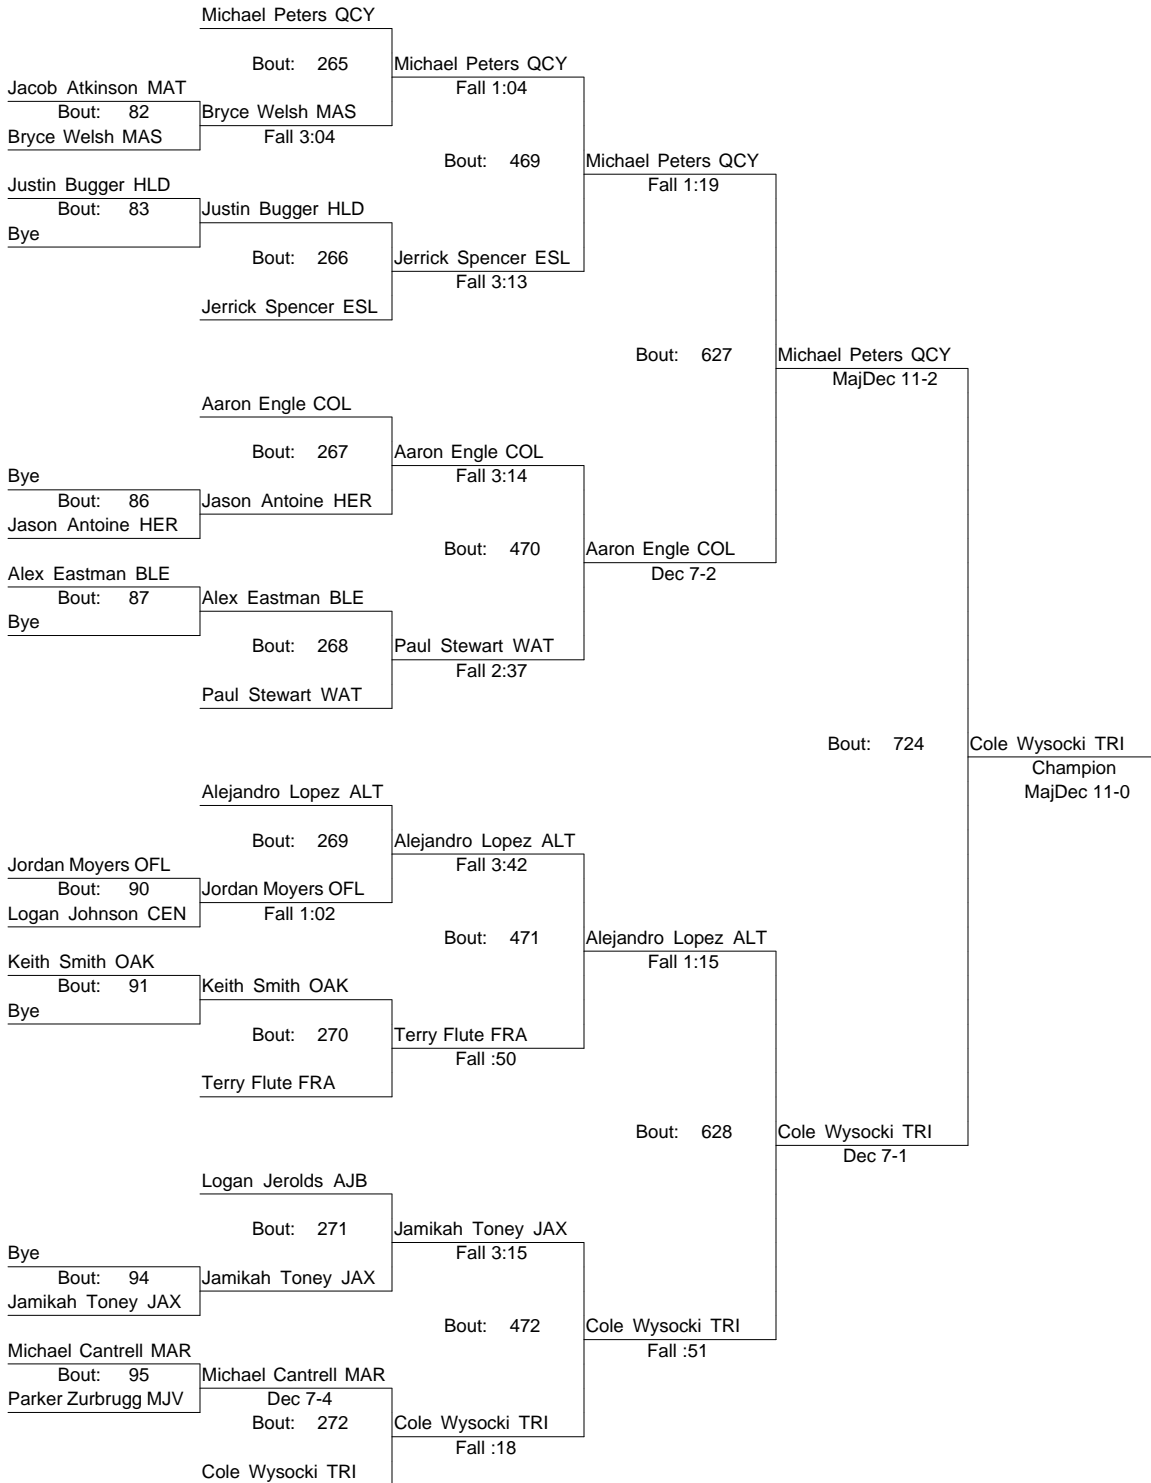 Michael Peters QCY
Bout: 265
Michael Peters QCY
Fall 1:04
Jacob Atkinson MAT
Bout: 82
Bryce Welsh MAS
Bryce Welsh MAS
Fall 3:04
Bout: 469
Michael Peters QCY
Fall 1:19
Justin Bugger HLD
Bout: 83
Justin Bugger HLD
Bye
Bout: 266
Jerrick Spencer ESL
Fall 3:13
Jerrick Spencer ESL
Bout: 627
Michael Peters QCY
MajDec 11-2
Aaron Engle COL
Bout: 267
Aaron Engle COL
Fall 3:14
Bye
Bout: 86
Jason Antoine HER
Jason Antoine HER
Bout: 470
Aaron Engle COL
Dec 7-2
Alex Eastman BLE
Bout: 87
Alex Eastman BLE
Bye
Bout: 268
Paul Stewart WAT
Fall 2:37
Paul Stewart WAT
Bout: 724
Cole Wysocki TRI
Champion
MajDec 11-0
Alejandro Lopez ALT
Bout: 269
Alejandro Lopez ALT
Fall 3:42
Jordan Moyers OFL
Bout: 90
Jordan Moyers OFL
Logan Johnson CEN
Fall 1:02
Bout: 471
Alejandro Lopez ALT
Fall 1:15
Keith Smith OAK
Bout: 91
Keith Smith OAK
Bye
Bout: 270
Terry Flute FRA
Fall :50
Terry Flute FRA
Bout: 628
Cole Wysocki TRI
Dec 7-1
Logan Jerolds AJB
Bout: 271
Jamikah Toney JAX
Fall 3:15
Bye
Bout: 94
Jamikah Toney JAX
Jamikah Toney JAX
Bout: 472
Cole Wysocki TRI
Fall :51
Michael Cantrell MAR
Bout: 95
Michael Cantrell MAR
Parker Zurbrugg MJV
Dec 7-4
Bout: 272
Cole Wysocki TRI
Fall :18
Cole Wysocki TRI